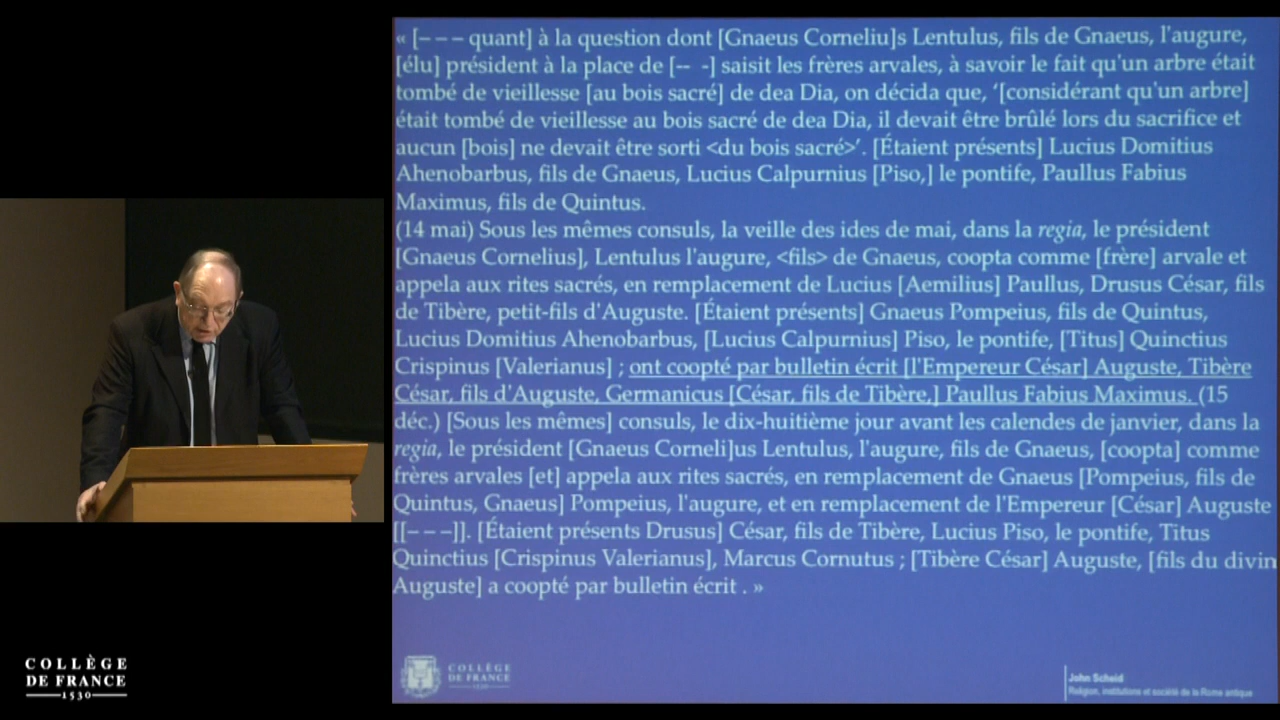 « [– – – quant] à la question dont [Gnaeus Corneliu]s Lentulus, fils de Gnaeus, l'augure,
[élu] président à la place de [-- -] saisit les frères arvales, à savoir le fait qu'un arbre était
tombé de vieillesse [au bois sacré] de dea Dia, on décida que, '[considérant qu'un arbre]
était tombé de vieillesse au bois sacré de dea Dia, il devait être brûlé lors du sacrifice et
aucun [bois] ne devait être sorti <du bois sacré>'. [Étaient présents] Lucius Domitius
Ahenobarbus, fils de Gnaeus, Lucius Calpurnius [Piso,] le pontife, Paullus Fabius
Maximus, fils de Quintus.
(14 mai) Sous les mêmes consuls, la veille des ides de mai, dans la regia, le président
[Gnaeus Cornelius], Lentulus l'augure, <fils> de Gnaeus, coopta comme [frère] arvale et
appela aux rites sacrés, en remplacement de Lucius [Aemilius] Paullus, Drusus César, fils
de Tibère, petit-fils d'Auguste. [Étaient présents] Gnaeus Pompeius, fils de Quintus,
Lucius Domitius Ahenobarbus, [Lucius Calpurnius] Piso, le pontife, [Titus] Quinctius
Crispinus [Valerianus] ; ont coopté par bulletin écrit [l'Empereur César] Auguste, Tibère
César, fils d'Auguste, Germanicus [César, fils de Tibère,] Paullus Fabius Maximus. (15
déc.) [Sous les mêmes] consuls, le dix-huitième jour avant les calendes de janvier, dans la
regia, le président [Gnaeus Corneli]us Lentulus, l'augure, fils de Gnaeus, [coopta] comme
frères arvales [et] appela aux rites sacrés, en remplacement de Gnaeus [Pompeius, fils de
Quintus, Gnaeus] Pompeius, l'augure, et en remplacement de l'Empereur [César] Auguste
[[– – –]]. [Étaient présents Drusus] César, fils de Tibère, Lucius Piso, le pontife, Titus
Quinctius [Crispinus Valerianus], Marcus Cornutus ; [Tibère César] Auguste, [fils du divin
Auguste] a coopté par bulletin écrit . »
COLLÈGE
DE FRANCE
1530
COLLÈGE
DE FRANCE
1530
John Scheid
Religion, institutions et société de la Rome antique